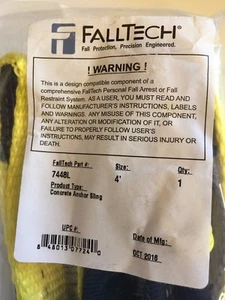 FALLTECH®
Fall Protection, Precision Engineered.
! WARNING !
This is a design compatible component of a
comprehensive FallTech Personal Fall Arrest or Fall
Restraint System. AS A USER, YOU MUST READ AND
FOLLOW MANUFACTURER'S INSTRUCTIONS, LABELS
AND WARNINGS. ANY MISUSE OF THIS COMPONENT,
ANY ALTERATION OR MODIFICATION OF IT, OR
FAILURE TO PROPERLY FOLLOW USER'S
INSTRUCTIONS, MAY RESULT IN SERIOUS INJURY OR
DEATH.
FallTech Part #: Size: Qty:
7448L 4' 1
Product Type:
Concrete Anchor Sling
UPC #: Date of Mfg.:
OCT 2016